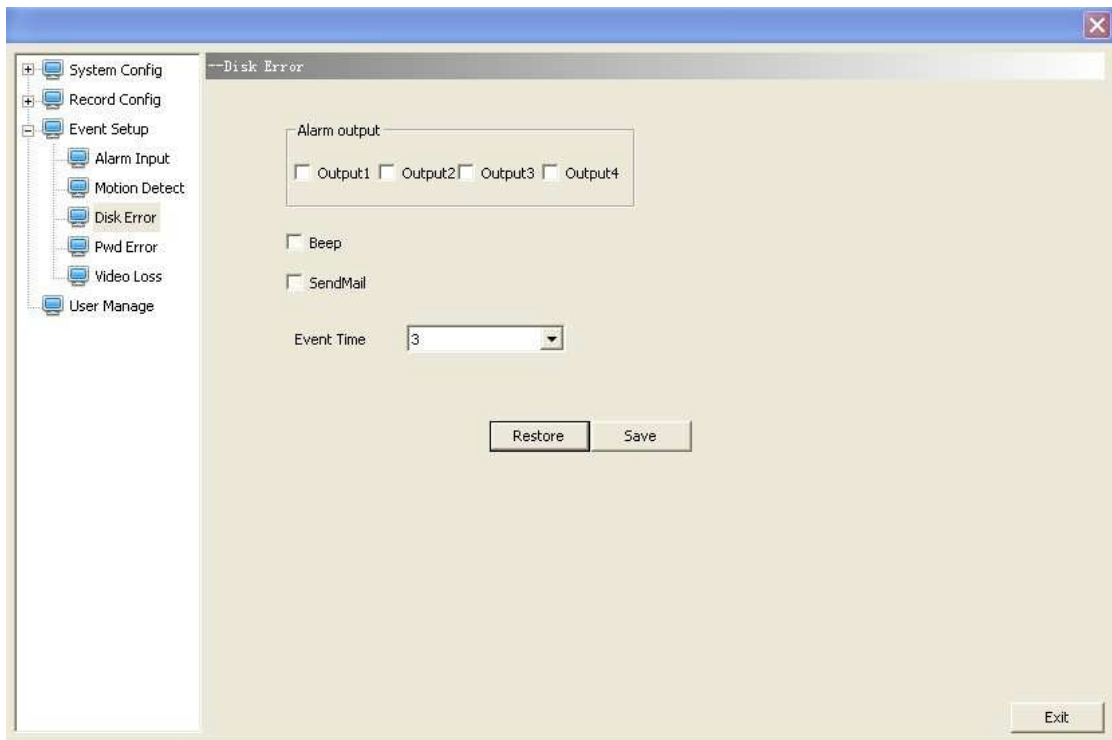 System Config
Record Config
Event Setup
Alarm Input
Motion Detect
Disk Error
Pwd Error
Video Loss
User Manage
--Disk Error
Alarm output
Output1 Output2 Output3 Output4
Beep
SendMail
Event Time 3
Restore Save
Exit